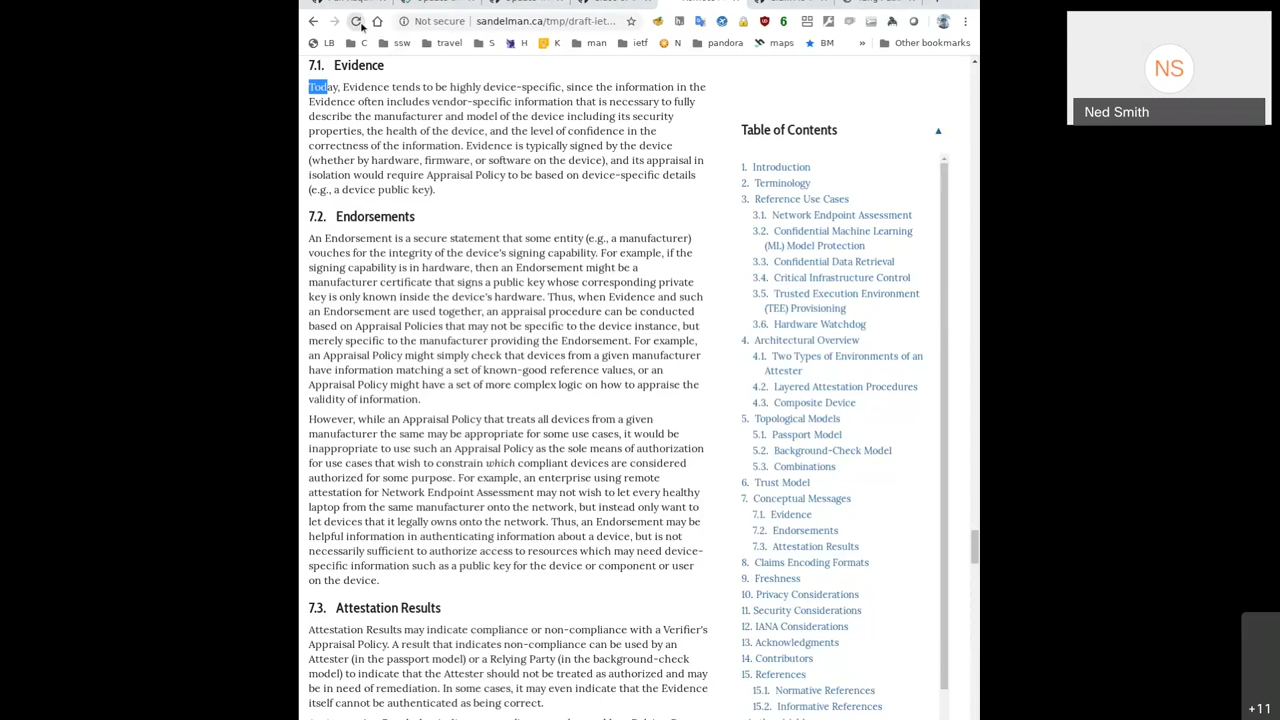 Not secure | sandelman.ca/tmp/draft-let...
LB C ssw travel S H K man ietf N pandora maps BM » Other bookmarks
7.1. Evidence
Today, Evidence tends to be highly device-specific, since the information in the
Evidence often includes vendor-specific information that is necessary to fully
describe the manufacturer and model of the device including its security
properties, the health of the device, and the level of confidence in the
correctness of the information. Evidence is typically signed by the device
(whether by hardware, firmware, or software on the device), and its appraisal in
isolation would require Appraisal Policy to be based on device-specific details
(e.g., a device public key).
7.2. Endorsements
An Endorsement is a secure statement that some entity (e.g., a manufacturer)
vouches for the integrity of the device's signing capability. For example, if the
signing capability is in hardware, then an Endorsement might be a
manufacturer certificate that signs a public key whose corresponding private
key is only known inside the device's hardware. Thus, when Evidence and such
an Endorsement are used together, an appraisal procedure can be conducted
based on Appraisal Policies that may not be specific to the device instance, but
merely specific to the manufacturer providing the Endorsement. For example,
an Appraisal Policy might simply check that devices from a given manufacturer
have information matching a set of known-good reference values, or an
Appraisal Policy might have a set of more complex logic on how to appraise the
validity of information.
However, while an Appraisal Policy that treats all devices from a given
manufacturer the same may be appropriate for some use cases, it would be
inappropriate to use such an Appraisal Policy as the sole means of authorization
for use cases that wish to constrain which compliant devices are considered
authorized for some purpose. For example, an enterprise using remote
attestation for Network Endpoint Assessment may not wish to let every healthy
laptop from the same manufacturer onto the network, but instead only want to
let devices that it legally owns onto the network. Thus, an Endorsement may be
helpful information in authenticating information about a device, but is not
necessarily sufficient to authorize access to resources which may need device-
specific information such as a public key for the device or component or user
on the device.
7.3. Attestation Results
Attestation Results may indicate compliance or non-compliance with a Verifier's
Appraisal Policy. A result that indicates non-compliance can be used by an
Attester (in the passport model) or a Relying Party (in the background-check
model) to indicate that the Attester should not be treated as authorized and may
be in need of remediation. In some cases, it may even indicate that the Evidence
itself cannot be authenticated as being correct.
Table of Contents ▲
1. Introduction
2. Terminology
3. Reference Use Cases
3.1. Network Endpoint Assessment
3.2. Confidential Machine Learning
(ML) Model Protection
3.3. Confidential Data Retrieval
3.4. Critical Infrastructure Control
3.5. Trusted Execution Environment
(TEE) Provisioning
3.6. Hardware Watchdog
4. Architectural Overview
4.1. Two Types of Environments of an
Attester
4.2. Layered Attestation Procedures
4.3. Composite Device
5. Topological Models
5.1. Passport Model
5.2. Background-Check Model
5.3. Combinations
6. Trust Model
7. Conceptual Messages
7.1. Evidence
7.2. Endorsements
7.3. Attestation Results
8. Claims Encoding Formats
9. Freshness
10. Privacy Considerations
11. Security Considerations
12. IANA Considerations
13. Acknowledgments
14. Contributors
15. References
15.1. Normative References
15.2. Informative References
NS
Ned Smith
+11